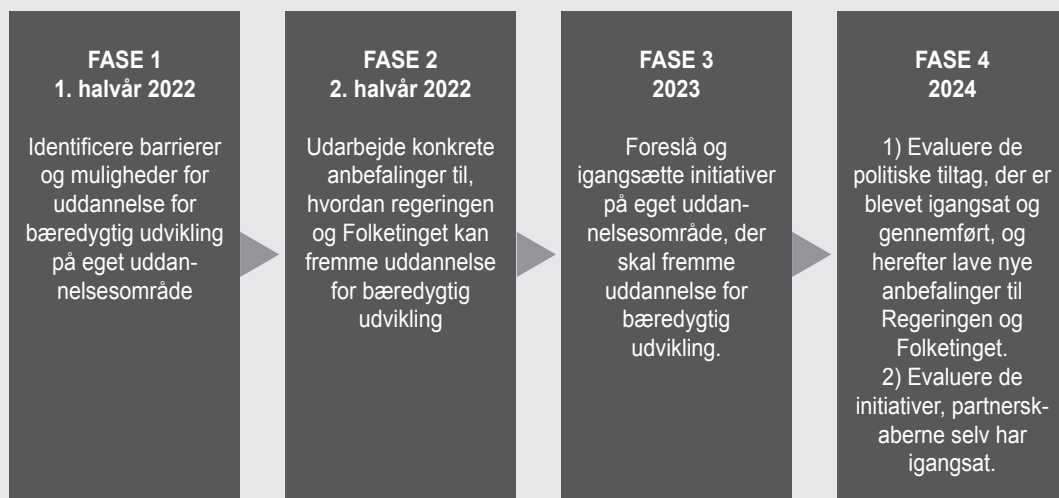 FASE 1
1. halvår 2022
Identificere barrierer
og muligheder for
uddannelse for
bæredygtig udvikling
på eget uddan-
nelsesområde
FASE 2
2. halvår 2022
Udarbejde konkrete
anbefalinger til,
hvordan regeringen
og Folketinget kan
fremme uddannelse
for bæredygtig
udvikling
FASE 3
2023
Foreslå og
igangsætte initiativer
på eget uddan-
nelsesområde, der
skal fremme
uddannelse for
bæredygtig
udvikling.
FASE 4
2024
1) Evaluere de
politiske tiltag, der er
blevet igangsat og
gennemført, og
herefter lave nye
anbefalinger til
Regeringen og
Folketinget.
2) Evaluere de
initiativer, partnersk-
aberne selv har
igangsat.